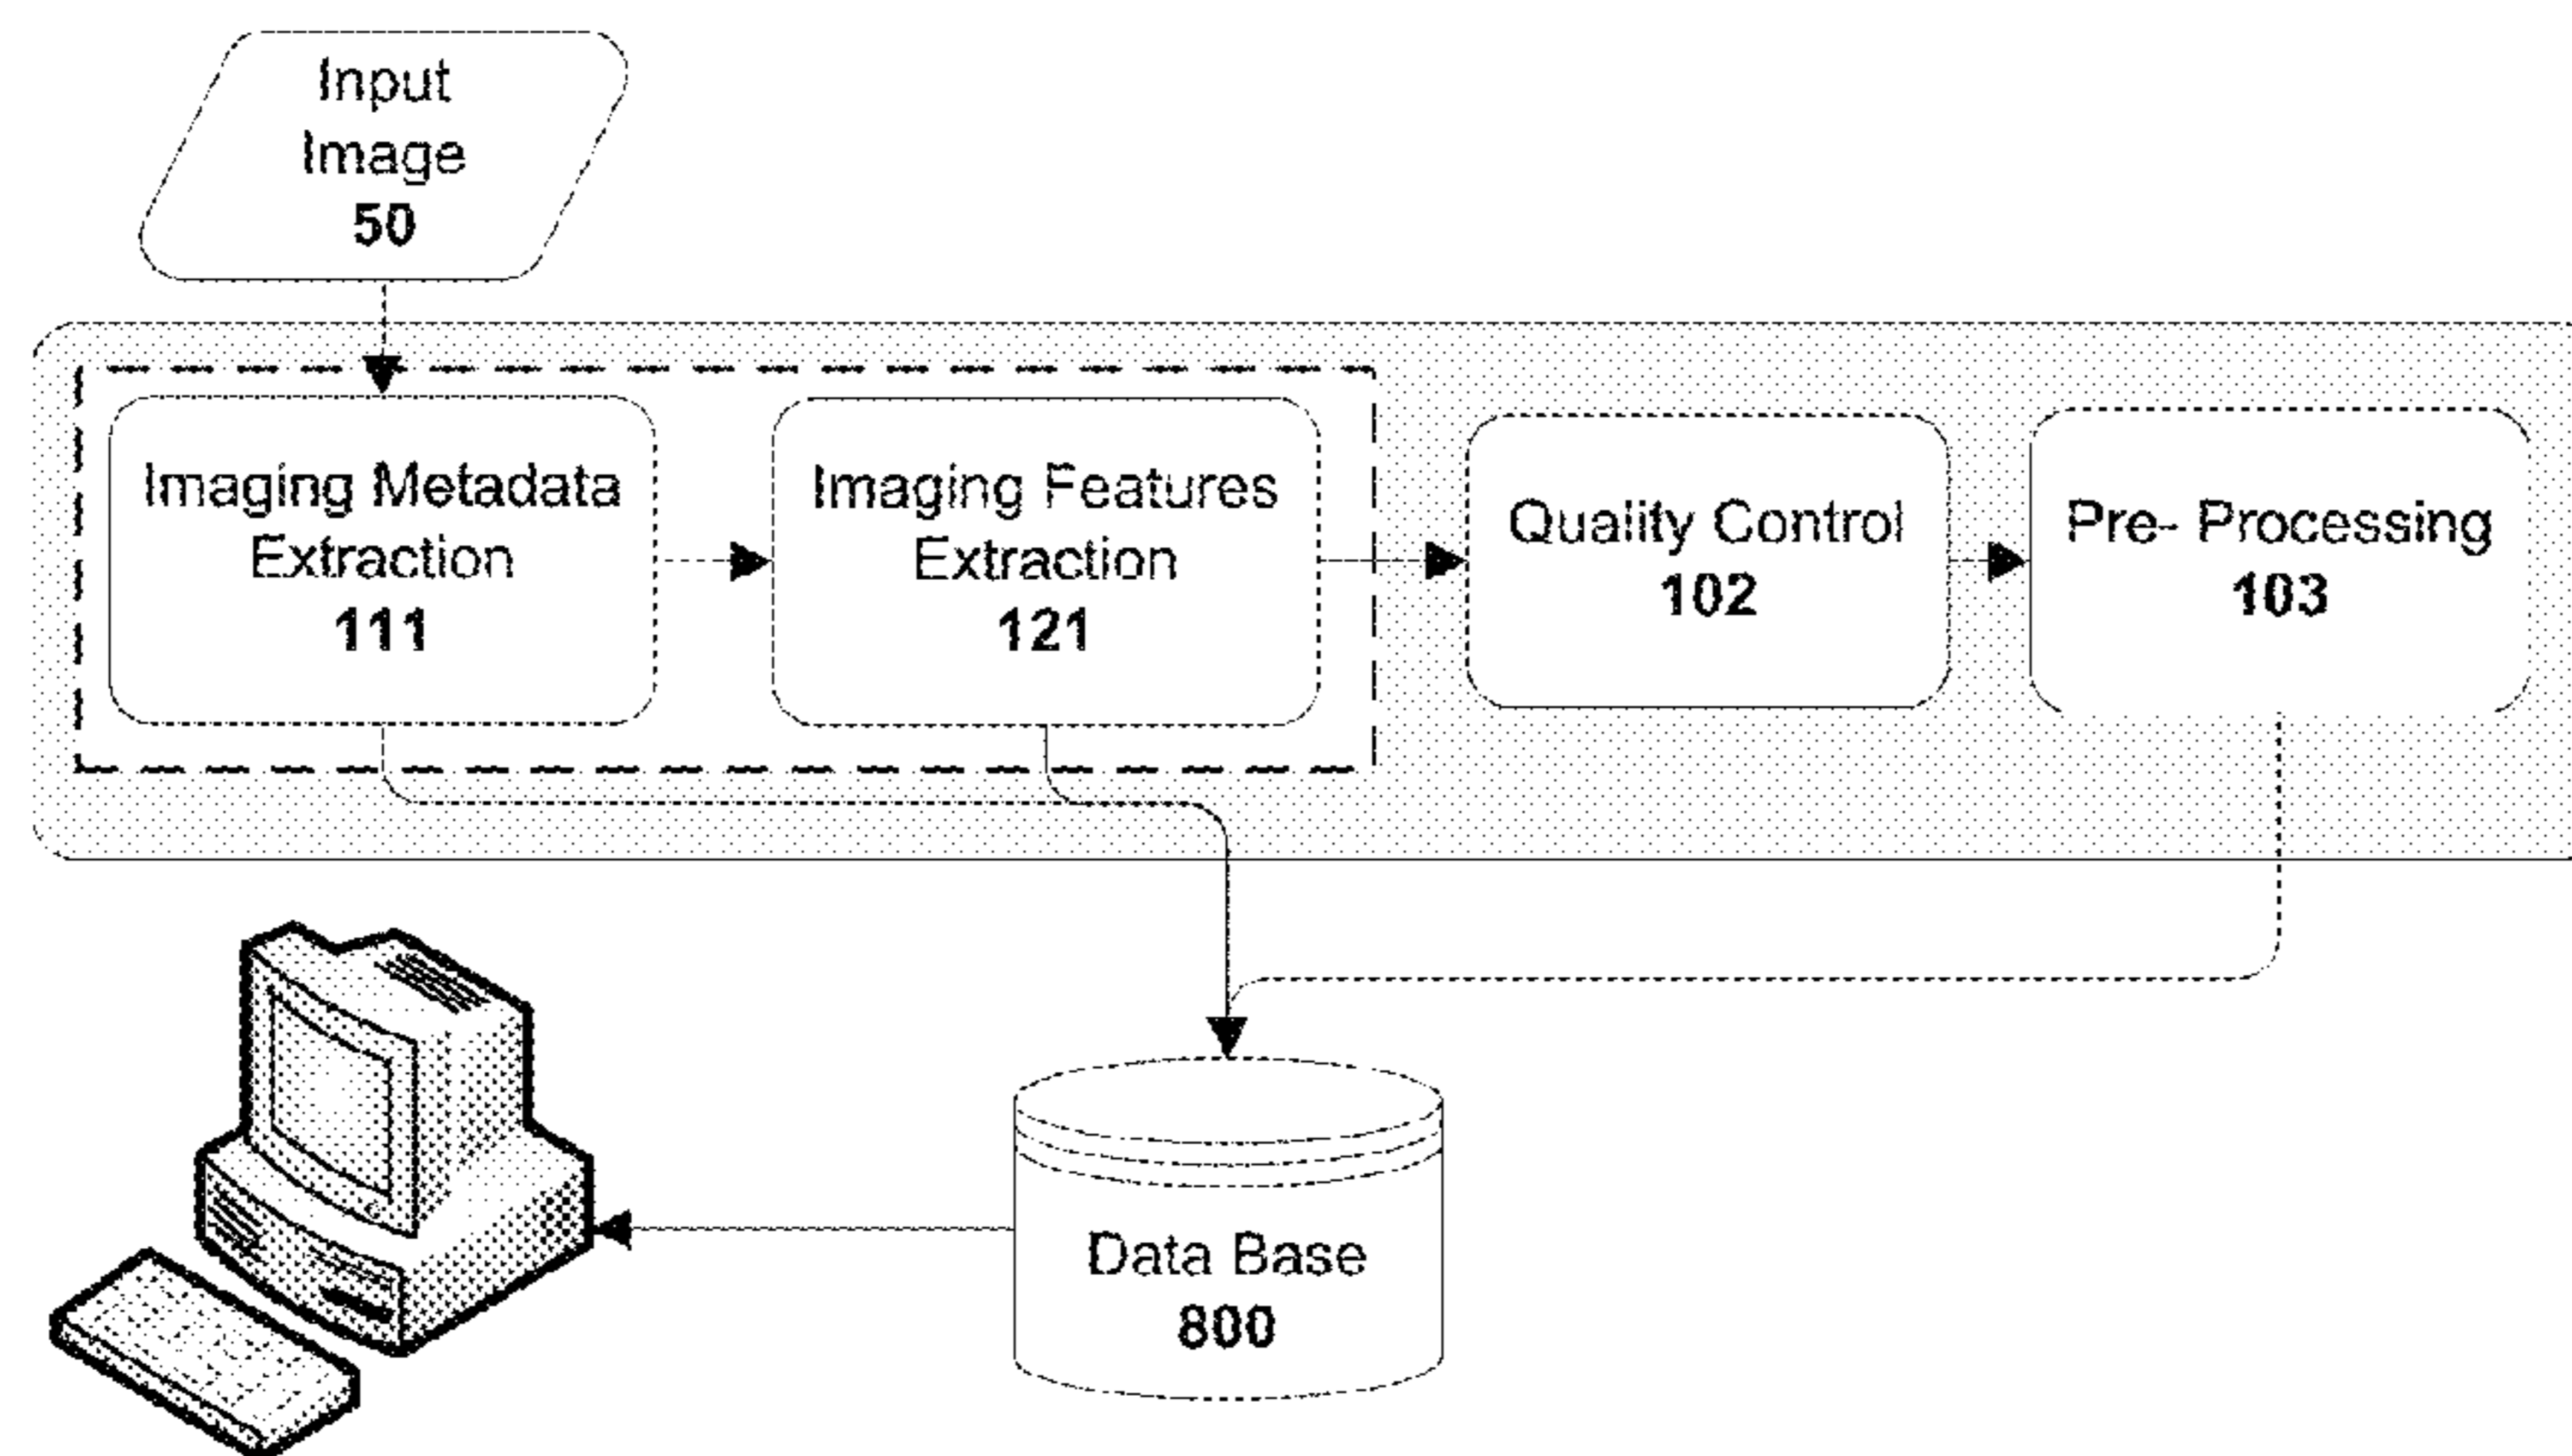 Input
Image
50
Imaging Metadata
Extraction
111
Imaging Features
Extraction
121
Quality Control
102
Pre- Processing
103
Data Base
800